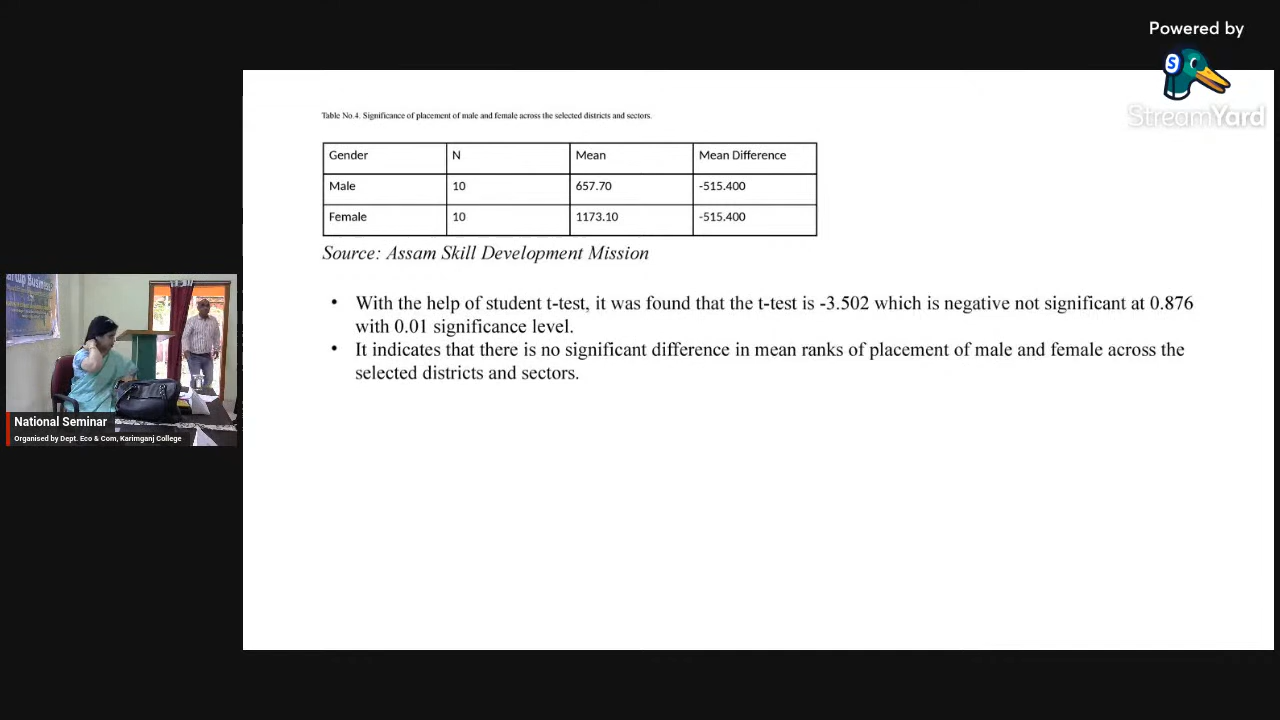 Powered by
S
StreamYard
Table No.4. Significance of placement of male and female across the selected districts and sectors.
Gender N Mean Mean Difference
Male 10 657.70 -515.400
Female 10 1173.10 -515.400
Source: Assam Skill Development Mission
• With the help of student t-test, it was found that the t-test is -3.502 which is negative not significant at 0.876
with 0.01 significance level.
• It indicates that there is no significant difference in mean ranks of placement of male and female across the
selected districts and sectors.
Business
National Seminar
Organised by Dept. Eco & Com, Karimganj College